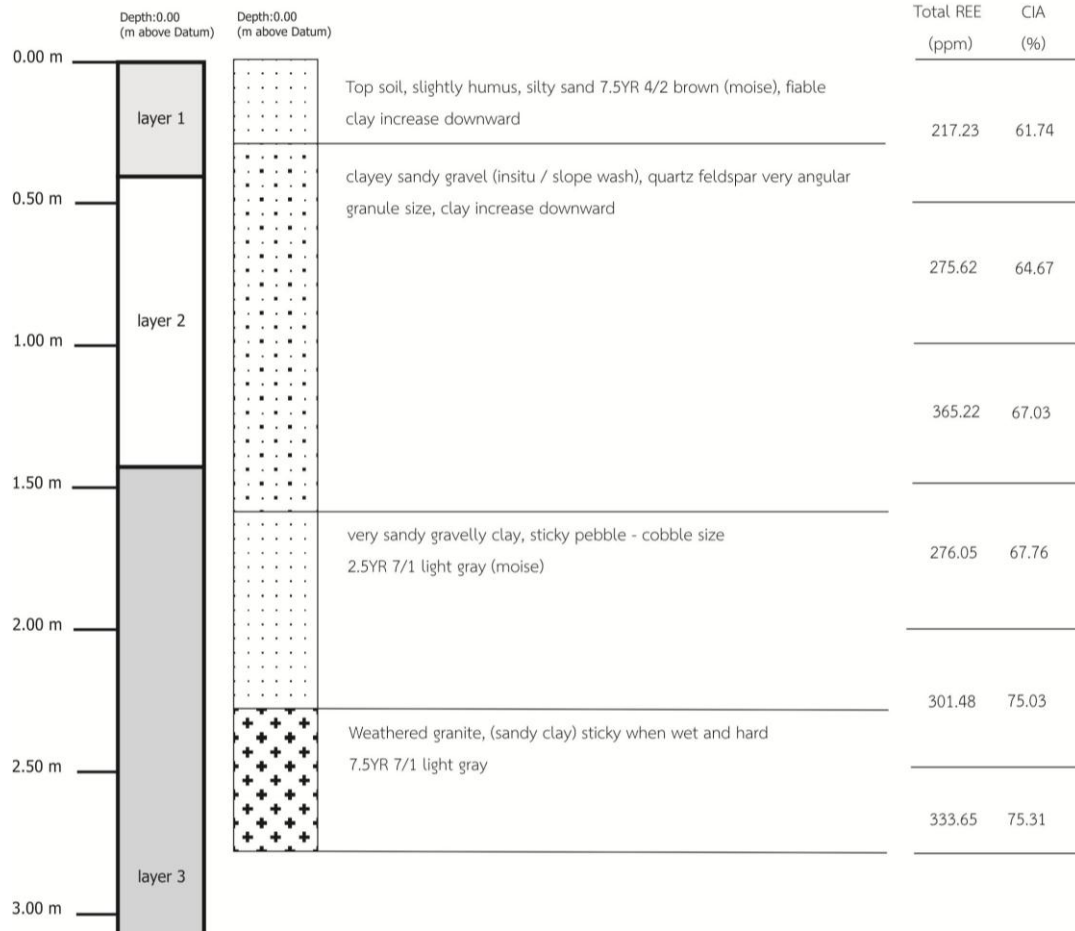 Depth:0.00
(m above Datum)
Depth:0.00
(m above Datum)
Total REE
(ppm)
CIA
(%)
0.00 m
0.50 m
1.00 m
1.50 m
2.00 m
2.50 m
3.00 m
layer 1
layer 2
layer 3
Top soil, slightly humus, silty sand 7.5YR 4/2 brown (moise), fiable
clay increase downward
clayey sandy gravel (insitu / slope wash), quartz feldspar very angular
granule size, clay increase downward
very sandy gravelly clay, sticky pebble - cobble size
2.5YR 7/1 light gray (moise)
Weathered granite, (sandy clay) sticky when wet and hard
7.5YR 7/1 light gray
217.23 61.74
275.62 64.67
365.22 67.03
276.05 67.76
301.48 75.03
333.65 75.31